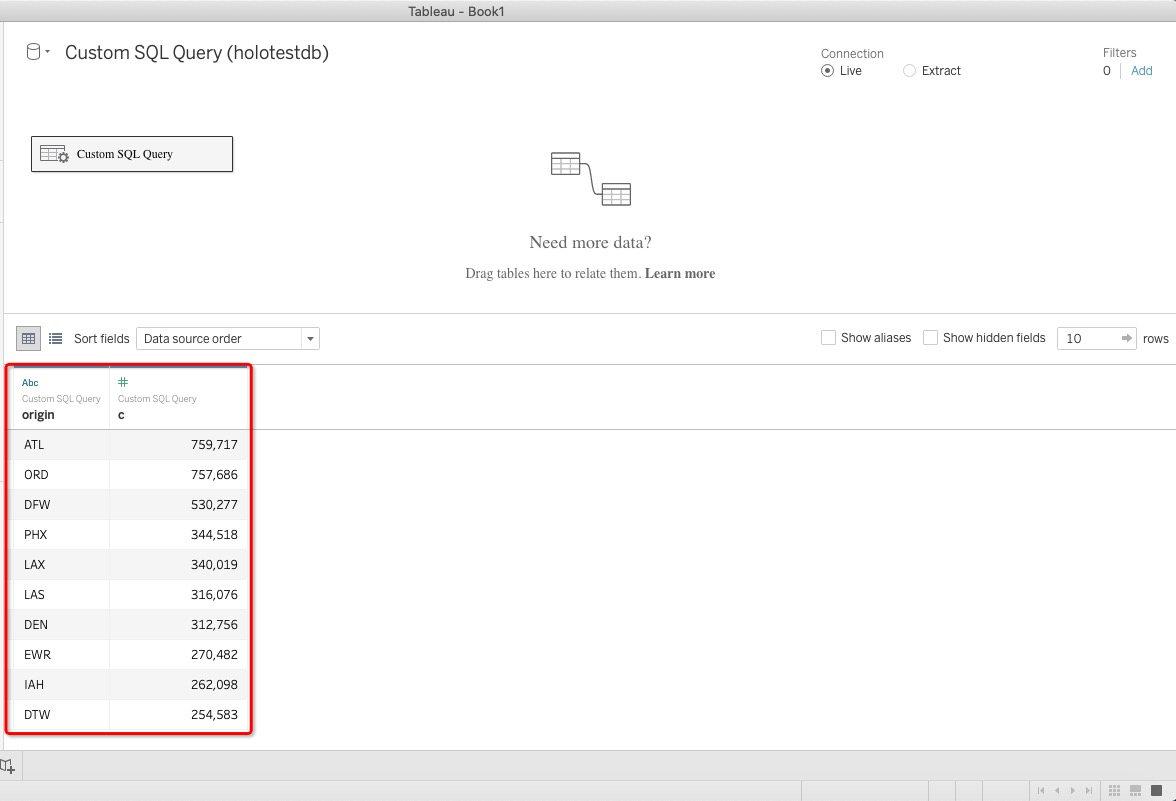 Tableau - Book1
Custom SQL Query (holotestdb)
Connection
Live
Extract
Filters
0
Add
Custom SQL Query
Need more data?
Drag tables here to relate them. Learn more
Sort fields
Data source order
Show aliases
Show hidden fields
10
rows
Abc #
Custom SQL Query Custom SQL Query
origin c
ATL 759,717
ORD 757,686
DFW 530,277
PHX 344,518
LAX 340,019
LAS 316,076
DEN 312,756
EWR 270,482
IAH 262,098
DTW 254,583